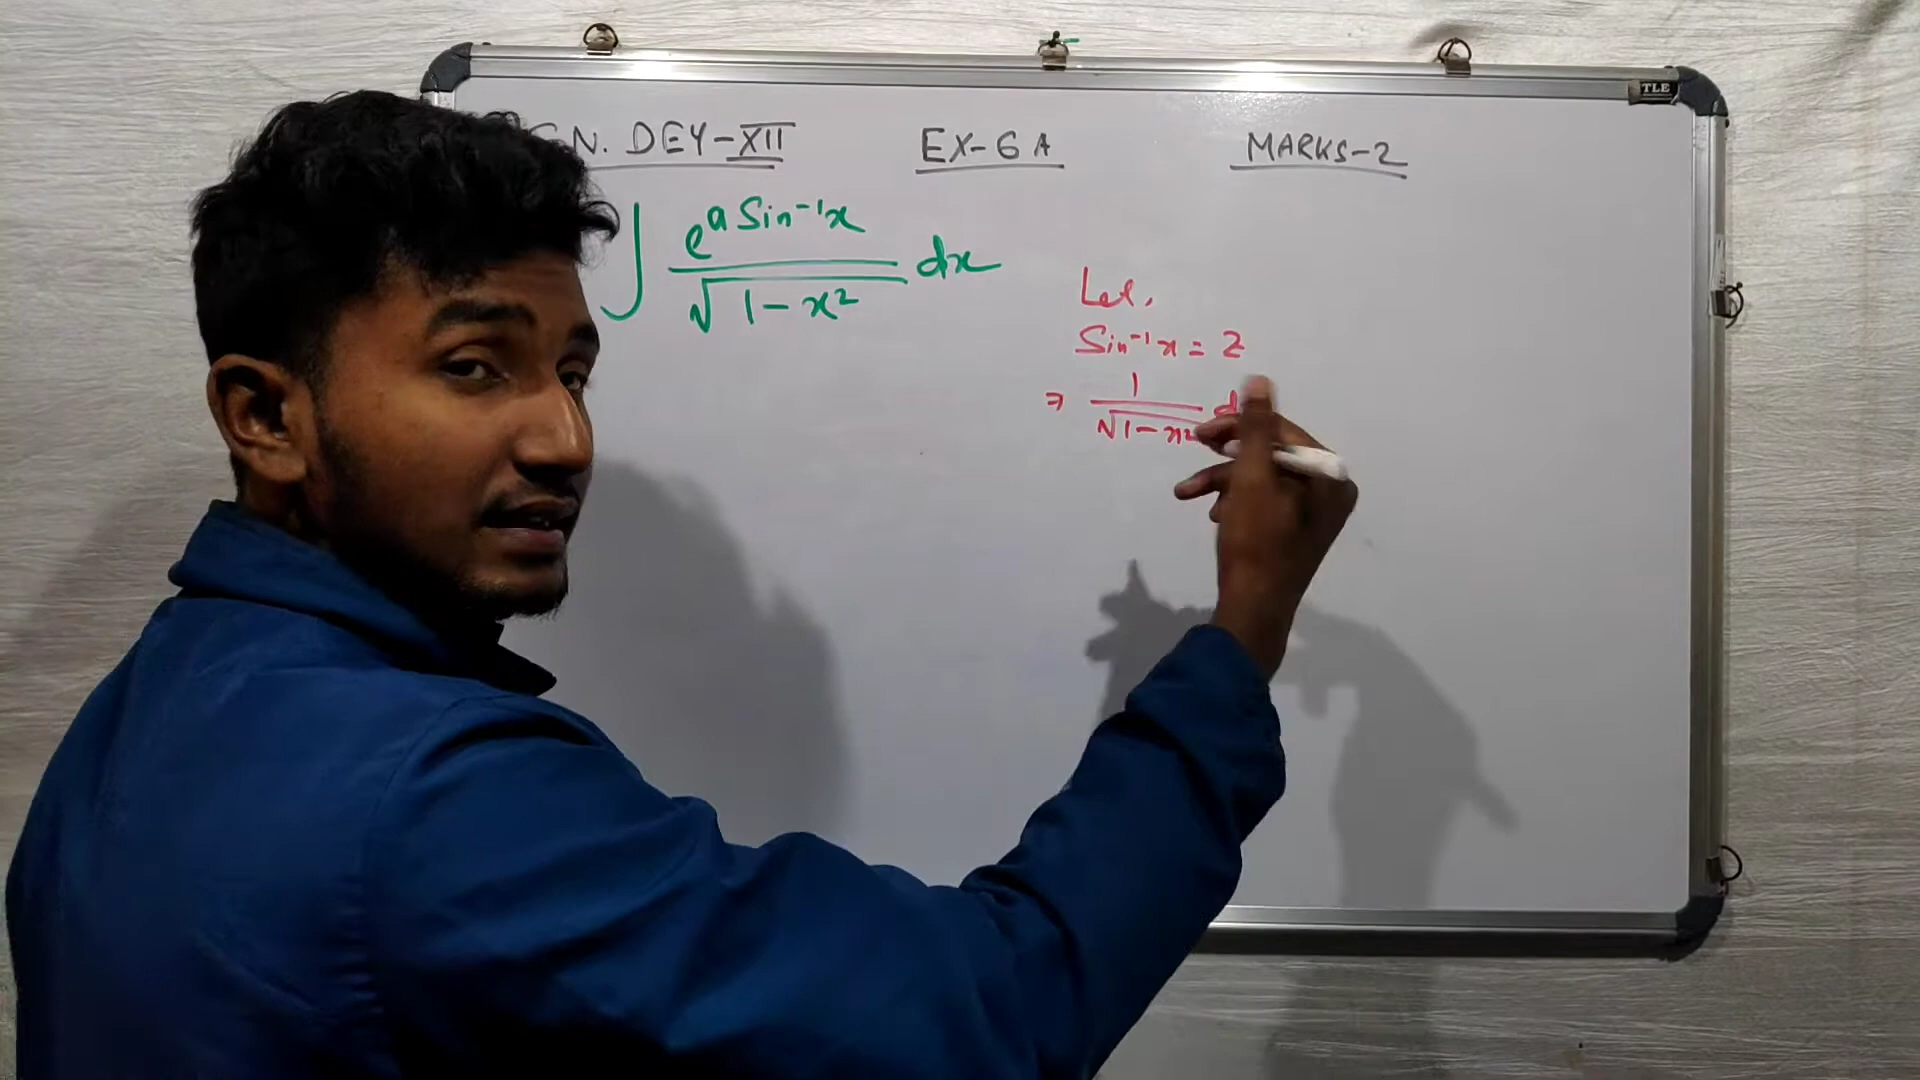 N. DEY-XII EX-6A MARKS-2
∫ e^(a Sin⁻¹x) / √(1-x²) dx
Let,
Sin⁻¹x = z
⇒ 1/√(1-x²) d
TLE